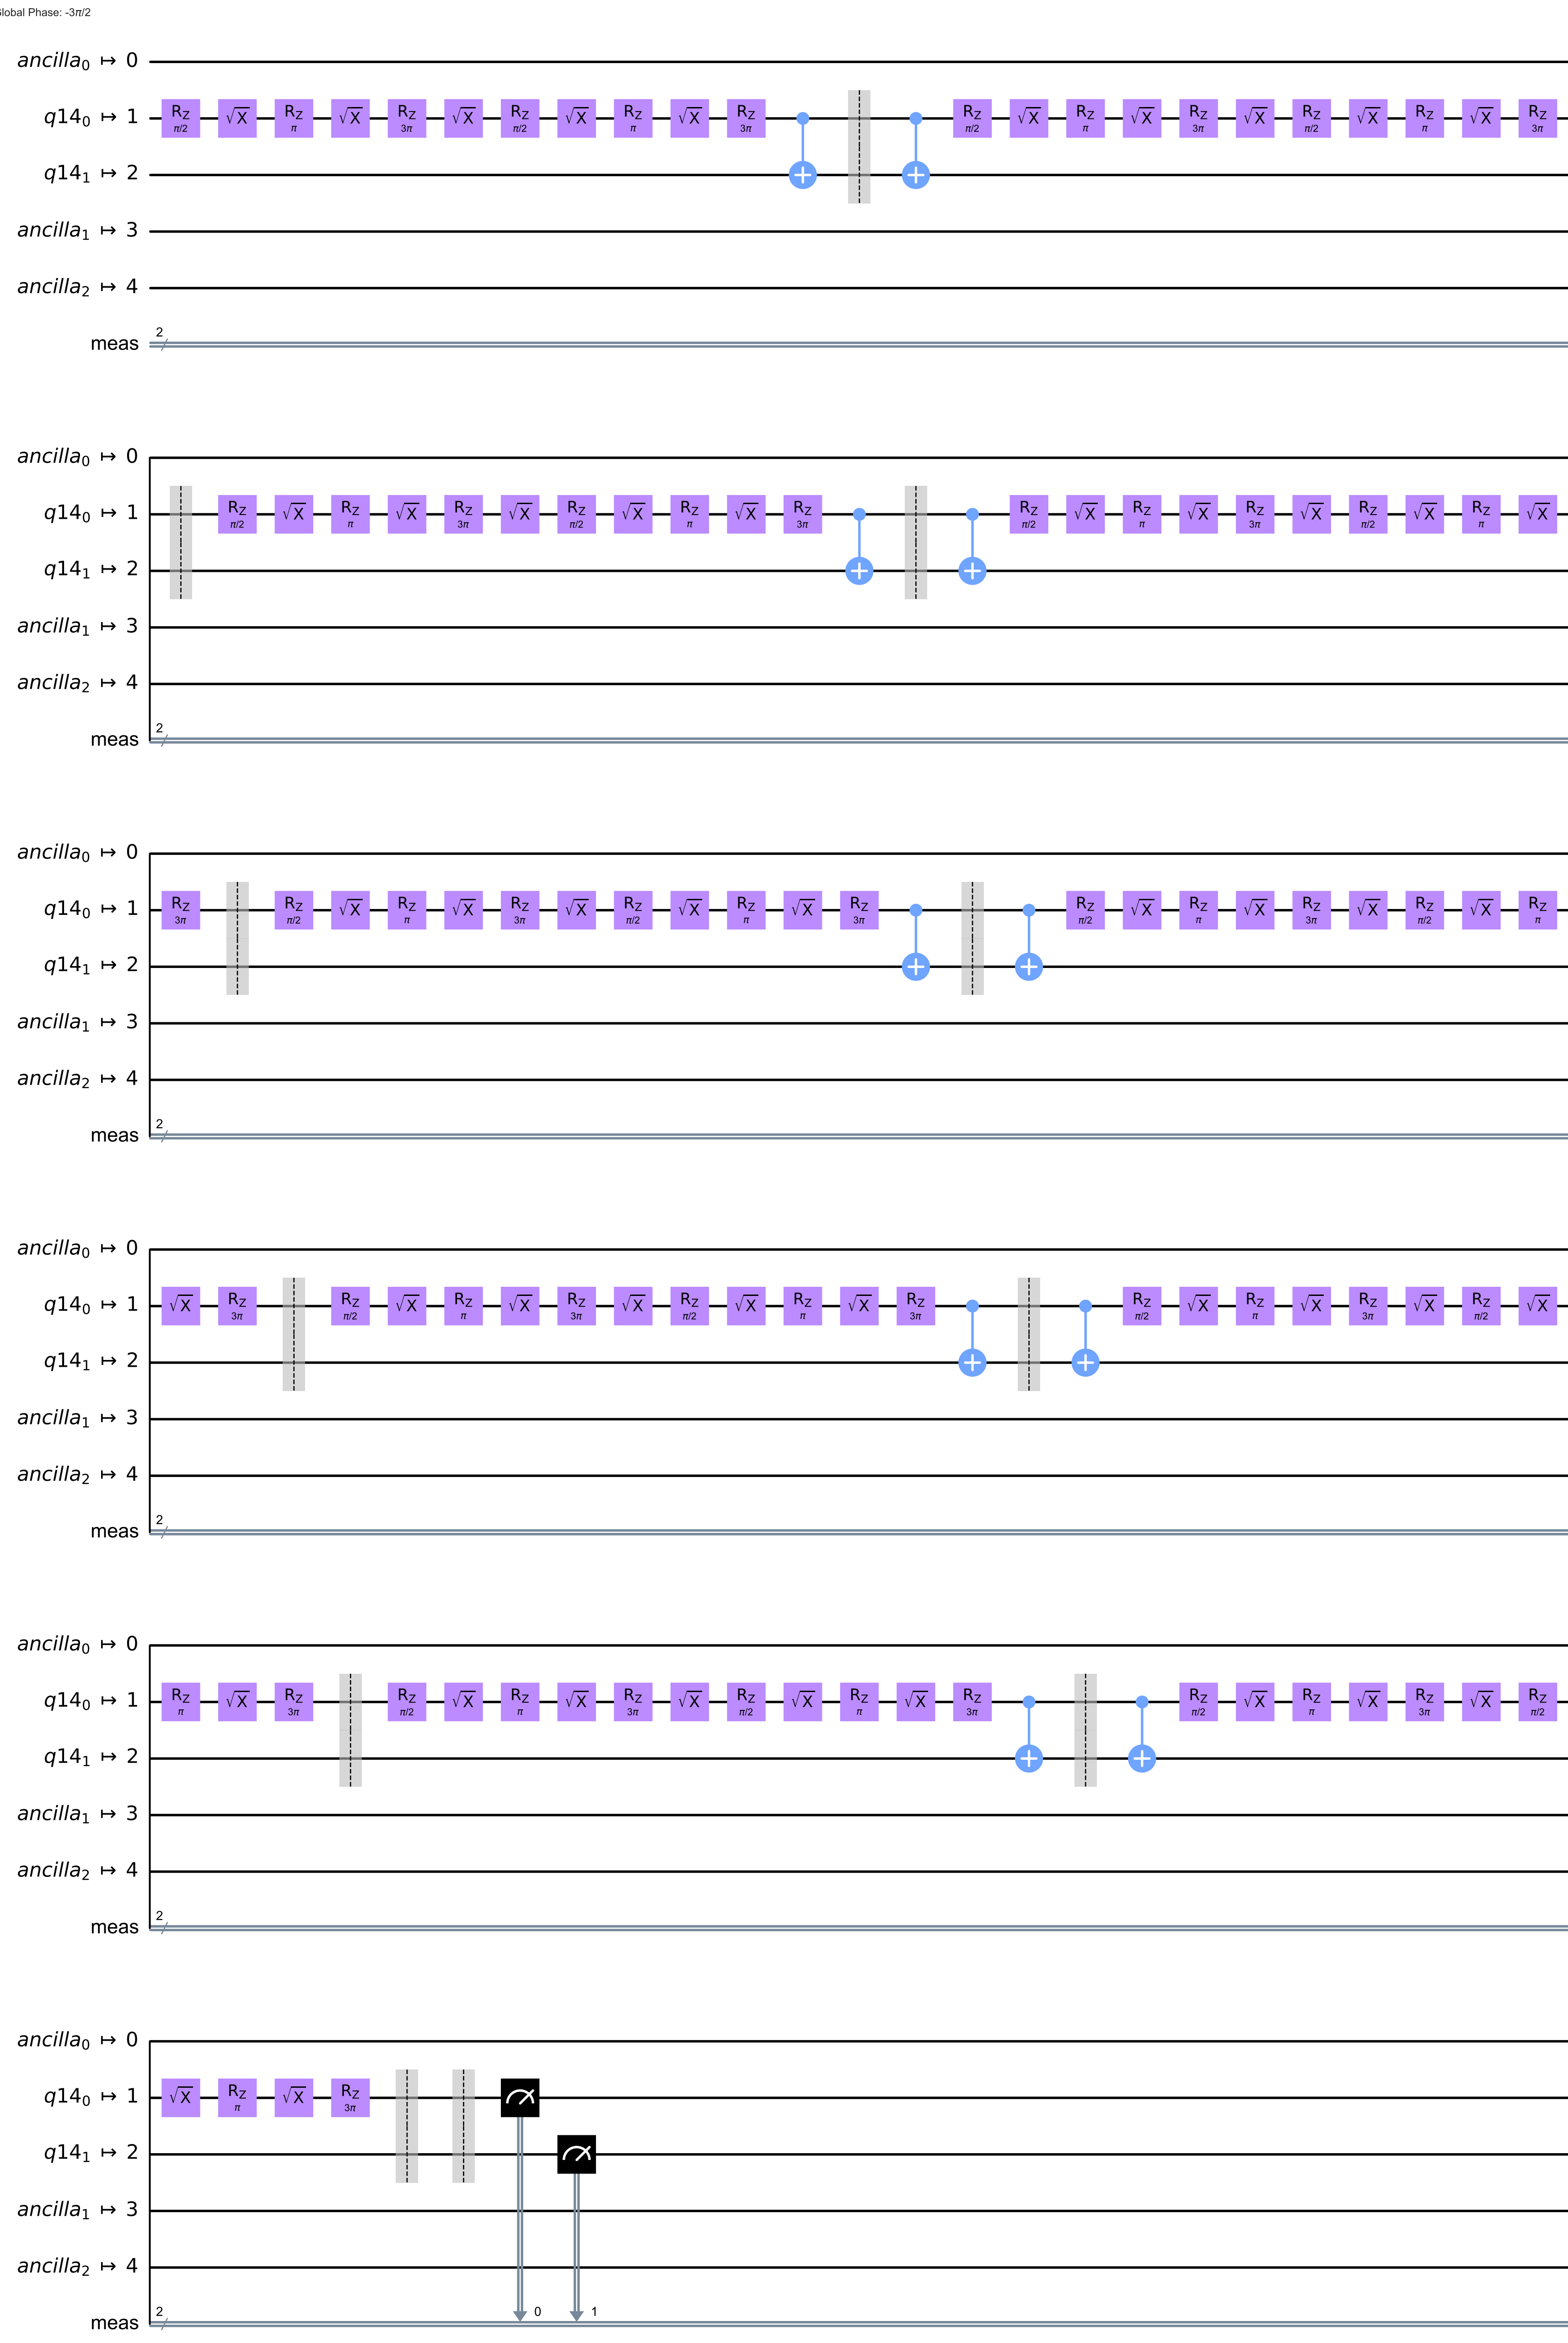 Global Phase: -3π/2
ancilla₀ ↦ 0
q14₀ ↦ 1 R_Z √X R_Z √X R_Z √X R_Z √X R_Z √X R_Z R_Z √X R_Z √X R_Z √X R_Z √X R_Z √X R_Z
π/2 π 3π π/2 π 3π π/2 π 3π π/2 π 3π
q14₁ ↦ 2
ancilla₁ ↦ 3
ancilla₂ ↦ 4
2
meas
ancilla₀ ↦ 0
q14₀ ↦ 1 R_Z √X R_Z √X R_Z √X R_Z √X R_Z √X R_Z R_Z √X R_Z √X R_Z √X R_Z √X R_Z √X
π/2 π 3π π/2 π 3π π/2 π 3π π/2 π
q14₁ ↦ 2
ancilla₁ ↦ 3
ancilla₂ ↦ 4
2
meas
ancilla₀ ↦ 0
q14₀ ↦ 1 R_Z R_Z √X R_Z √X R_Z √X R_Z √X R_Z √X R_Z R_Z √X R_Z √X R_Z √X R_Z √X R_Z
3π π/2 π 3π π/2 π 3π π/2 π 3π π/2 π
q14₁ ↦ 2
ancilla₁ ↦ 3
ancilla₂ ↦ 4
2
meas
ancilla₀ ↦ 0
q14₀ ↦ 1 √X R_Z R_Z √X R_Z √X R_Z √X R_Z √X R_Z √X R_Z R_Z √X R_Z √X R_Z √X R_Z √X
3π π/2 π 3π π/2 π 3π π/2 π 3π π/2
q14₁ ↦ 2
ancilla₁ ↦ 3
ancilla₂ ↦ 4
2
meas
ancilla₀ ↦ 0
q14₀ ↦ 1 R_Z √X R_Z R_Z √X R_Z √X R_Z √X R_Z √X R_Z √X R_Z R_Z √X R_Z √X R_Z √X R_Z
π 3π π/2 π 3π π/2 π 3π π/2 π 3π π/2
q14₁ ↦ 2
ancilla₁ ↦ 3
ancilla₂ ↦ 4
2
meas
ancilla₀ ↦ 0
q14₀ ↦ 1 √X R_Z √X R_Z
π 3π
q14₁ ↦ 2
ancilla₁ ↦ 3
ancilla₂ ↦ 4
2 0 1
meas